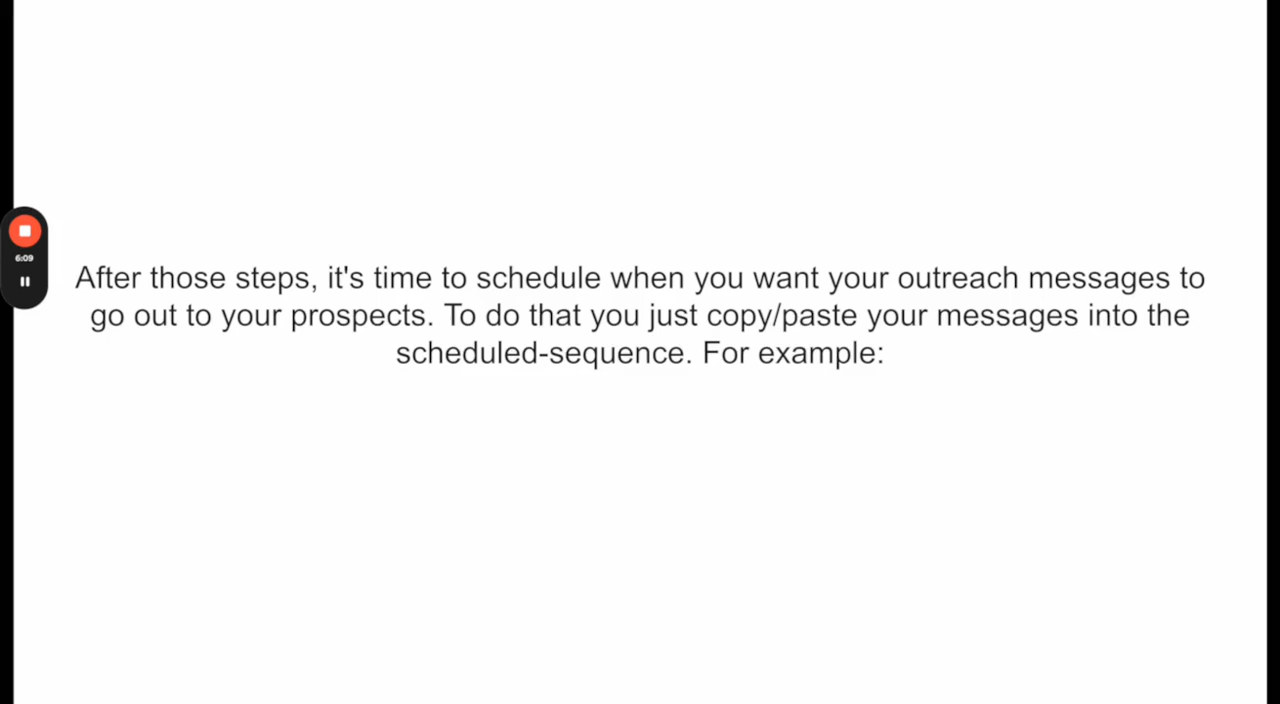 6:09
After those steps, it's time to schedule when you want your outreach messages to
go out to your prospects. To do that you just copy/paste your messages into the
scheduled-sequence. For example: